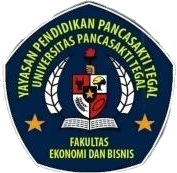 YAYASAN PENDIDIKAN PANCASAKTI TEGAL
UNIVERSITAS PANCASAKTI TEGAL
FAKULTAS
EKONOMI DAN BISNIS